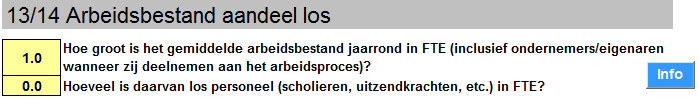 13/14 Arbeidsbestand aandeel los
1.0 Hoe groot is het gemiddelde arbeidsbestand jaarrond in FTE (inclusief ondernemers/eigenaren
wanneer zij deelnemen aan het arbeidsproces)?
Info
0.0 Hoeveel is daarvan los personeel (scholieren, uitzendkrachten, etc.) in FTE?